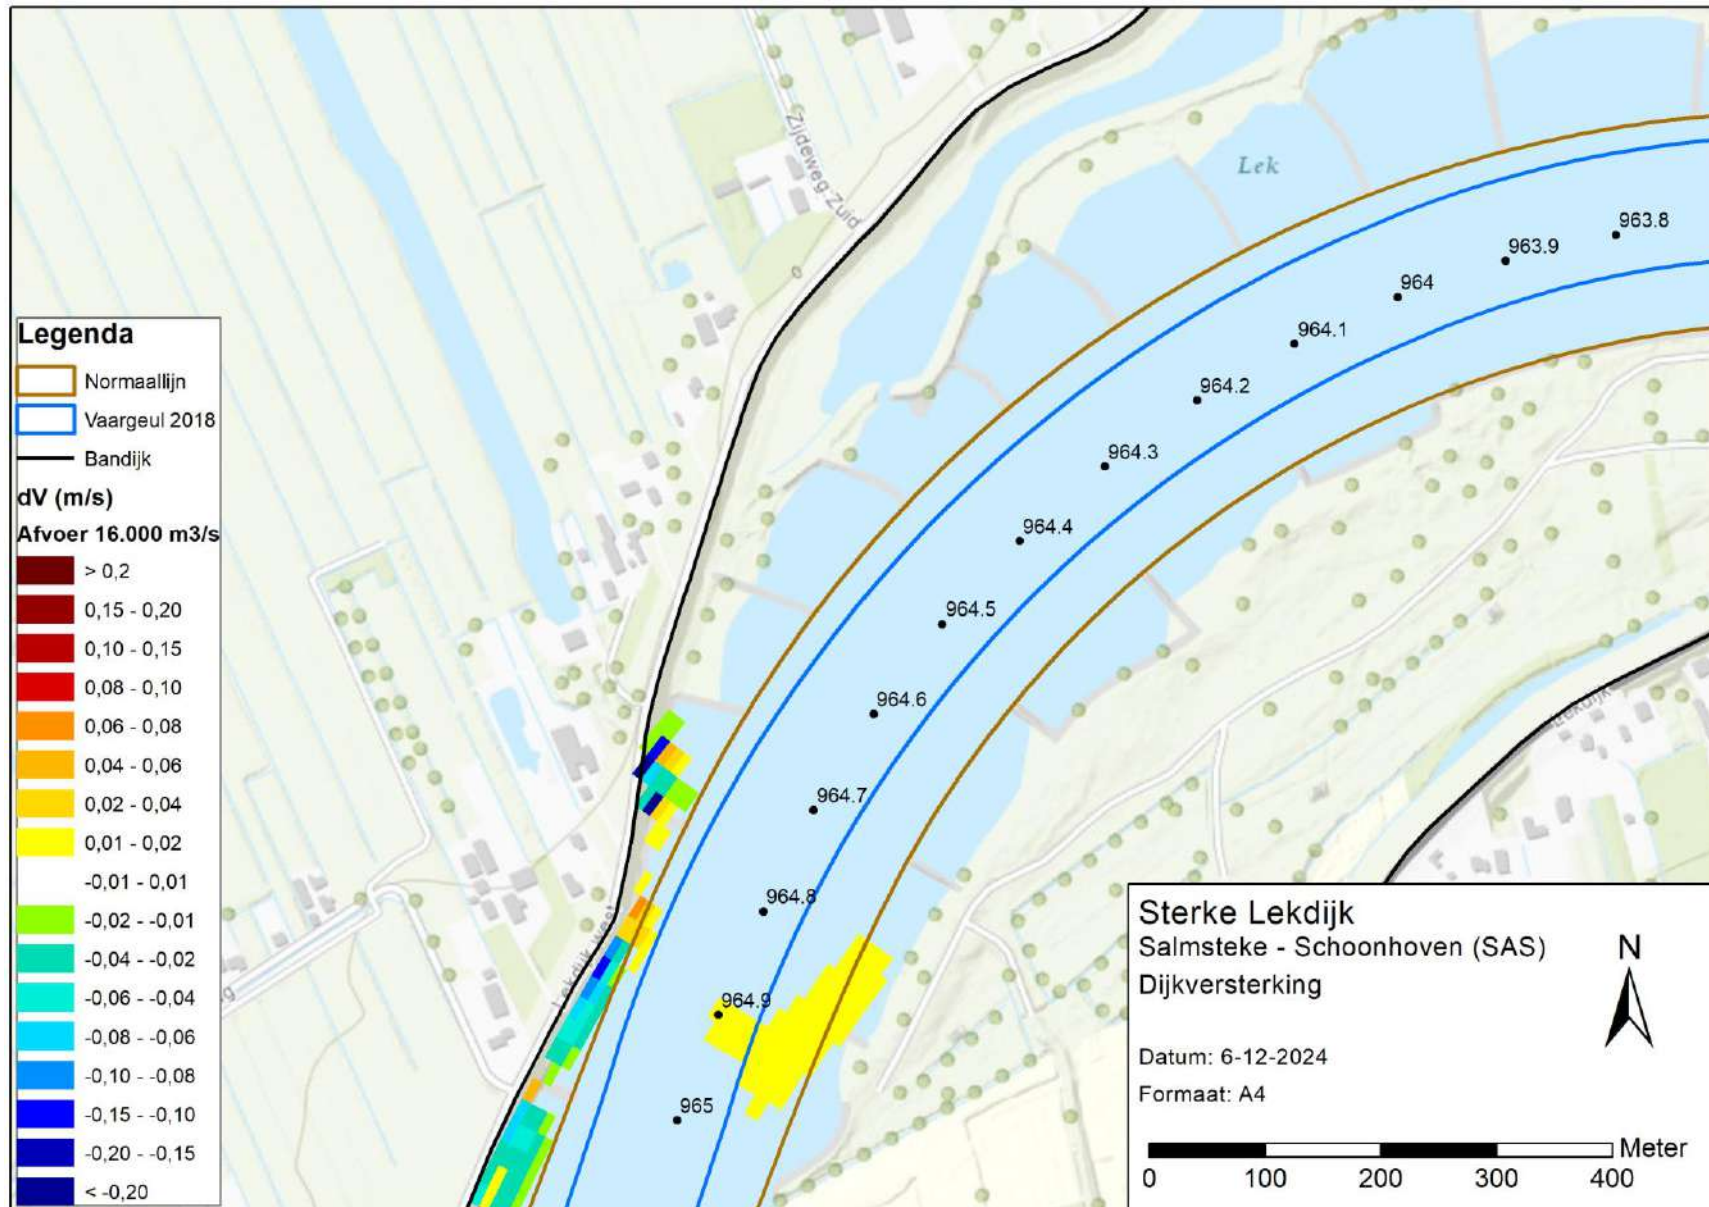 Zijdeweg-Zuid
Lek
963.8
963.9
964
964.1
964.2
964.3
964.4
964.5
964.6
964.7
964.8
964.9
965
Lekdijk West
Legenda
Normaallijn
Vaargeul 2018
Bandijk
dV (m/s)
Afvoer 16.000 m3/s
> 0,2
0,15 - 0,20
0,10 - 0,15
0,08 - 0,10
0,06 - 0,08
0,04 - 0,06
0,02 - 0,04
0,01 - 0,02
-0,01 - 0,01
-0,02 - -0,01
-0,04 - -0,02
-0,06 - -0,04
-0,08 - -0,06
-0,10 - -0,08
-0,15 - -0,10
-0,20 - -0,15
< -0,20
Sterke Lekdijk
Salmsteke - Schoonhoven (SAS)
Dijkversterking
N
Datum: 6-12-2024
Formaat: A4
Meter
0 100 200 300 400